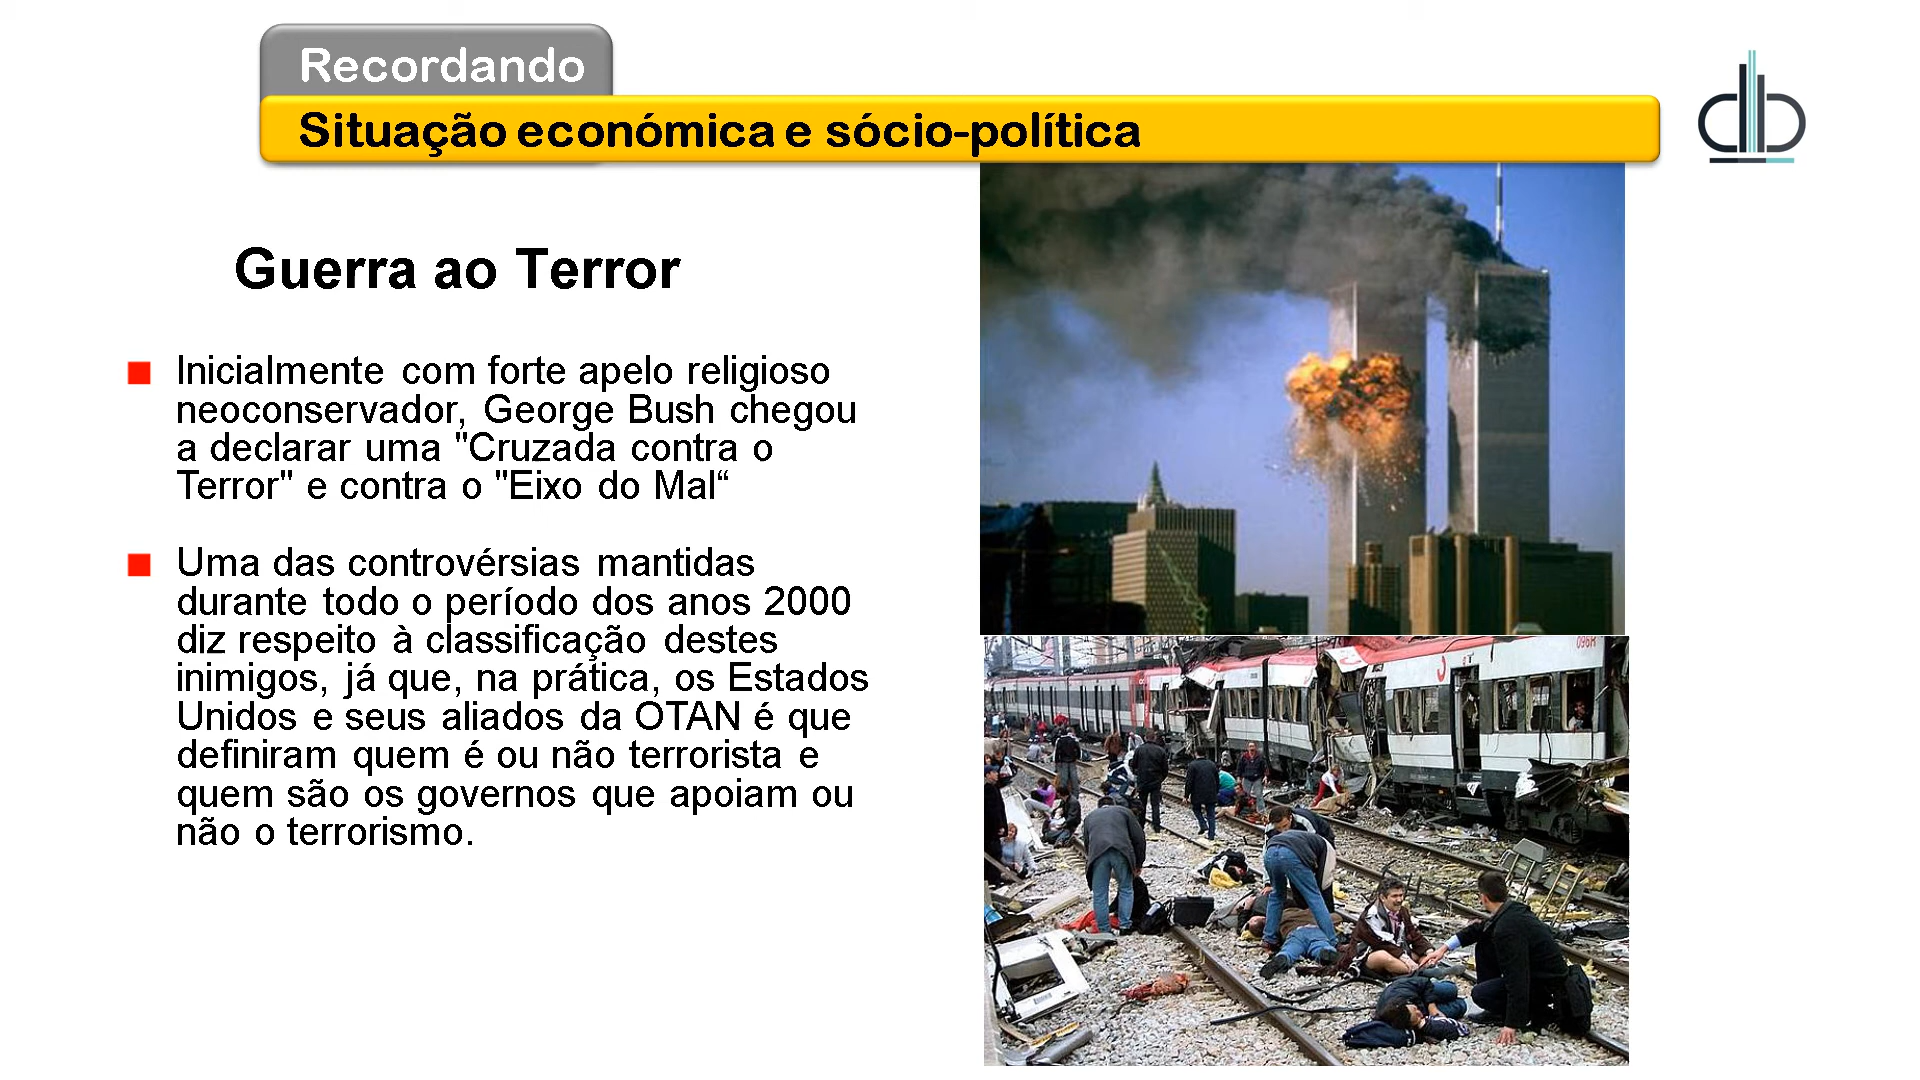 Recordando
Situação económica e sócio-política
Guerra ao Terror
Inicialmente com forte apelo religioso
neoconservador, George Bush chegou
a declarar uma "Cruzada contra o
Terror" e contra o "Eixo do Mal“
Uma das controvérsias mantidas
durante todo o período dos anos 2000
diz respeito à classificação destes
inimigos, já que, na prática, os Estados
Unidos e seus aliados da OTAN é que
definiram quem é ou não terrorista e
quem são os governos que apoiam ou
não o terrorismo.